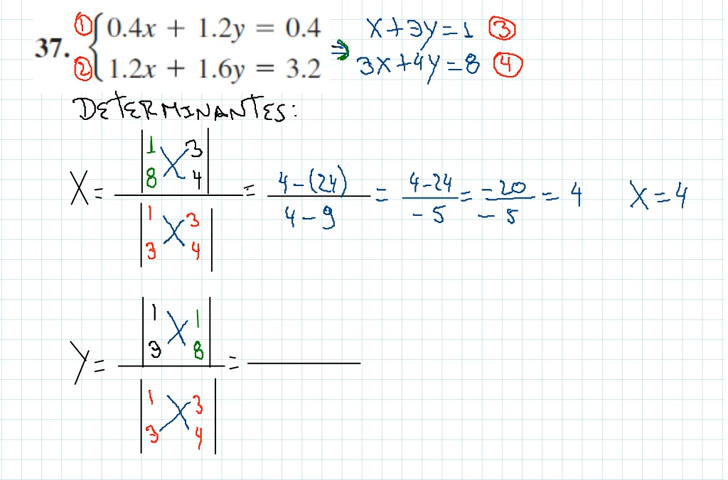 37. ① 0.4x + 1.2y = 0.4 ⇒ x+3y=1 ③
② 1.2x + 1.6y = 3.2 3x+4y=8 ④
DETERMINANTES:
X = |1 3| = 4-(24) = 4-24 = -20 = 4 X=4
|8 4|
|1 3| 4-9 -5 -5
|3 4|
Y = |1 1| =
|3 8|
|1 3|
|3 4|